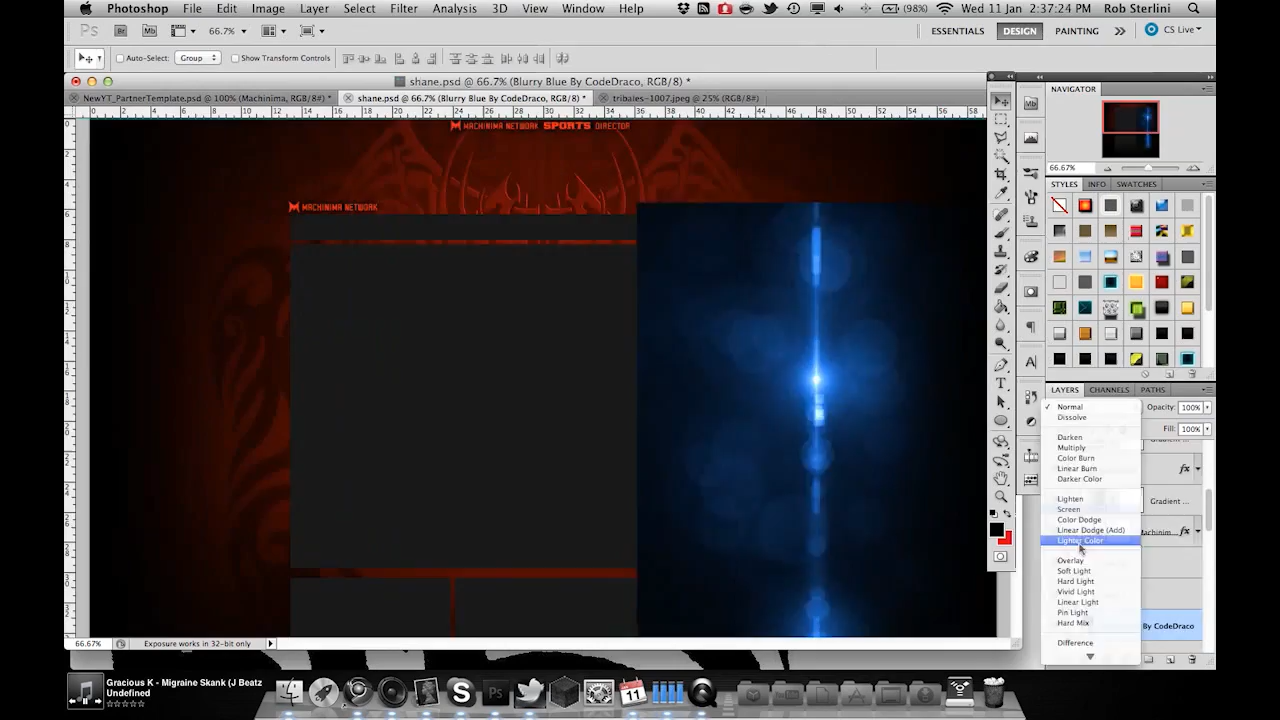 Photoshop File Edit Image Layer Select Filter Analysis 3D View Window Help (98%) Wed 11 Jan 2:37:24 PM Rob Sterlini
Ps Br Mb 66.7% ESSENTIALS DESIGN PAINTING >> CS Live
Auto-Select: Group Show Transform Controls
shane.psd @ 66.7% (Blurry Blue By CodeDraco, RGB/8) *
NewYT_PartnerTemplate.psd @ 100% (Machinima, RGB/8#) * shane.psd @ 66.7% (Blurry Blue By CodeDraco, RGB/8) * tribales-1007.jpeg @ 25% (RGB/8#)
MACHINIMA NETWORK SPORTS DIRECTOR
MACHINIMA NETWORK
NAVIGATOR
66.67%
STYLES INFO SWATCHES
LAYERS CHANNELS PATHS
Normal Opacity: 100%
Dissolve
Fill: 100%
Darken
Multiply
Color Burn
Linear Burn
Darker Color
Lighten
Screen Gradient ...
Color Dodge
Linear Dodge (Add)
Lighter Color
Overlay
Soft Light
Hard Light
Vivid Light
Linear Light
Pin Light
Hard Mix By CodeDraco
Difference
66.67% Exposure works in 32-bit only
Gracious K - Migraine Skank (J Beatz
Undefined